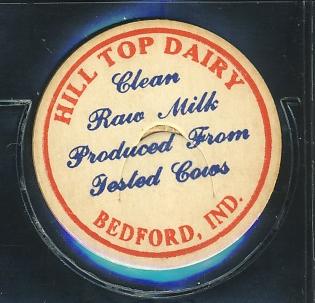 HILL TOP DAIRY
Clean
Raw Milk
Produced From
Tested Cows
BEDFORD, IND.